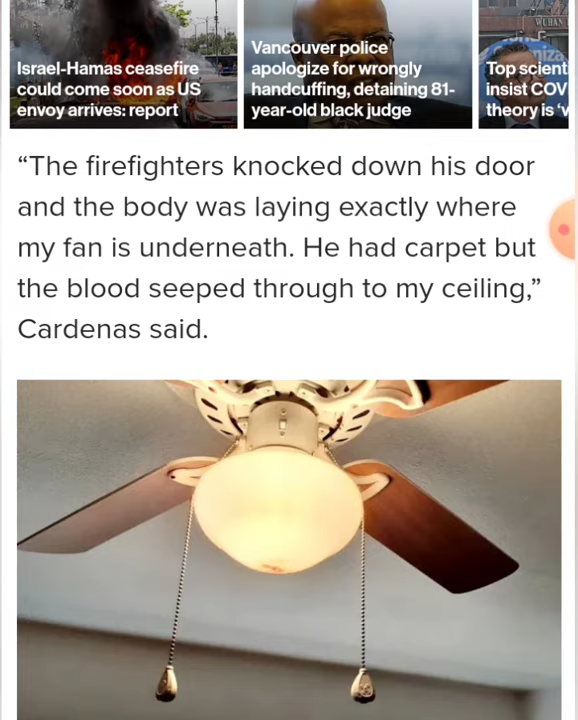 Israel-Hamas ceasefire
could come soon as US
envoy arrives: report
Vancouver police
apologize for wrongly
handcuffing, detaining 81-
year-old black judge
WUHAN
Top scient
insist COV
theory is ‘v
“The firefighters knocked down his door
and the body was laying exactly where
my fan is underneath. He had carpet but
the blood seeped through to my ceiling,”
Cardenas said.